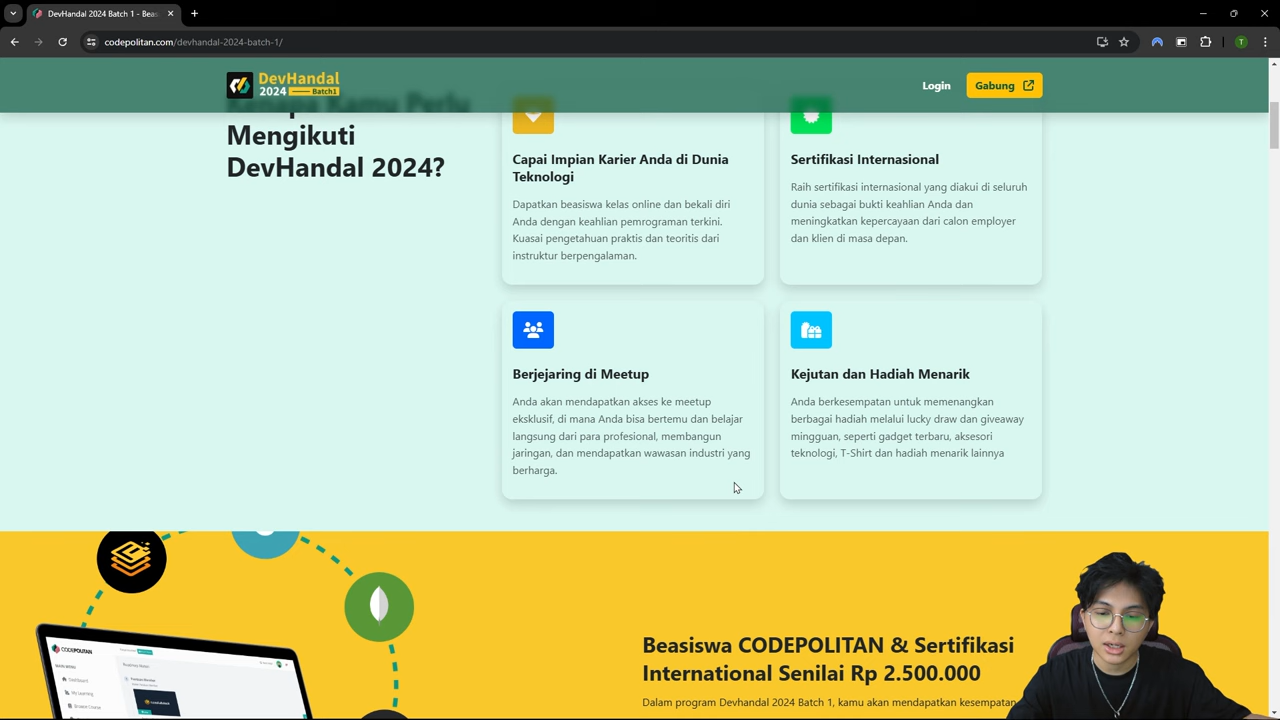 DevHandal 2024 Batch 1 - Beas
codepolitan.com/devhandal-2024-batch-1/
T
DevHandal
2024 Batch1
Login
Gabung
Mengikuti
DevHandal 2024?
Capai Impian Karier Anda di Dunia
Teknologi
Dapatkan beasiswa kelas online dan bekali diri
Anda dengan keahlian pemrograman terkini.
Kuasai pengetahuan praktis dan teoritis dari
instruktur berpengalaman.
Sertifikasi Internasional
Raih sertifikasi internasional yang diakui di seluruh
dunia sebagai bukti keahlian Anda dan
meningkatkan kepercayaan dari calon employer
dan klien di masa depan.
Berjejaring di Meetup
Anda akan mendapatkan akses ke meetup
eksklusif, di mana Anda bisa bertemu dan belajar
langsung dari para profesional, membangun
jaringan, dan mendapatkan wawasan industri yang
berharga.
Kejutan dan Hadiah Menarik
Anda berkesempatan untuk memenangkan
berbagai hadiah melalui lucky draw dan giveaway
mingguan, seperti gadget terbaru, aksesori
teknologi, T-Shirt dan hadiah menarik lainnya
CODEPOLITAN
Dashboard
My Learning
Browse Course
Beasiswa CODEPOLITAN & Sertifikasi
International Senilai Rp 2.500.000
Dalam program Devhandal 2024 Batch 1, kamu akan mendapatkan kesempatan